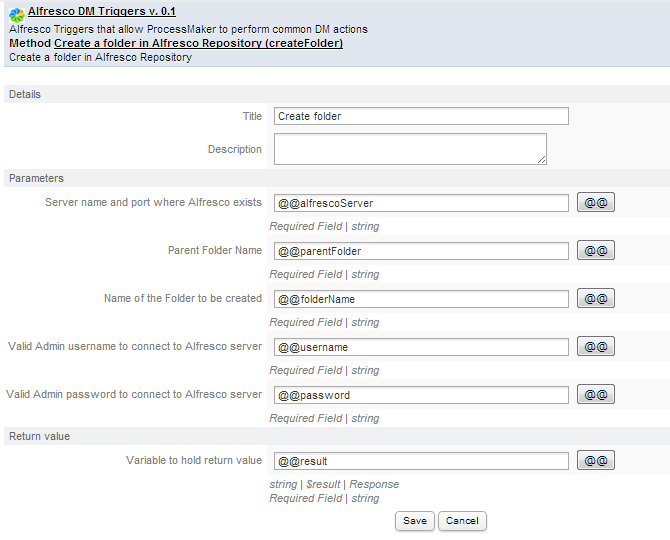 Alfresco DM Triggers v. 0.1
Alfresco Triggers that allow ProcessMaker to perform common DM actions
Method Create a folder in Alfresco Repository (createFolder)
Create a folder in Alfresco Repository
Details
Title Create folder
Description
Parameters
Server name and port where Alfresco exists @@alfrescoServer @@
Required Field | string
Parent Folder Name @@parentFolder @@
Required Field | string
Name of the Folder to be created @@folderName @@
Required Field | string
Valid Admin username to connect to Alfresco server @@username @@
Required Field | string
Valid Admin password to connect to Alfresco server @@password @@
Required Field | string
Return value
Variable to hold return value @@result @@
string | $result | Response
Required Field | string
Save Cancel